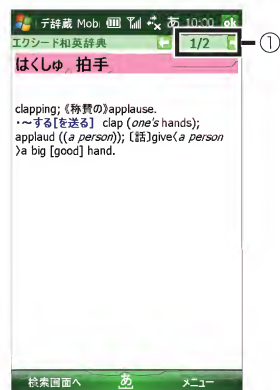 デ辞蔵 Mobi あ 10:00 ok
エクシード和英辞典 1/2 ①
はくしゅ 拍手
clapping; 《称賛の》applause.
・～する[を送る] clap (one's hands);
applaud ((a person)); 〔話〕give〈a person
〉a big [good] hand.
検索画面へ あ メニュー